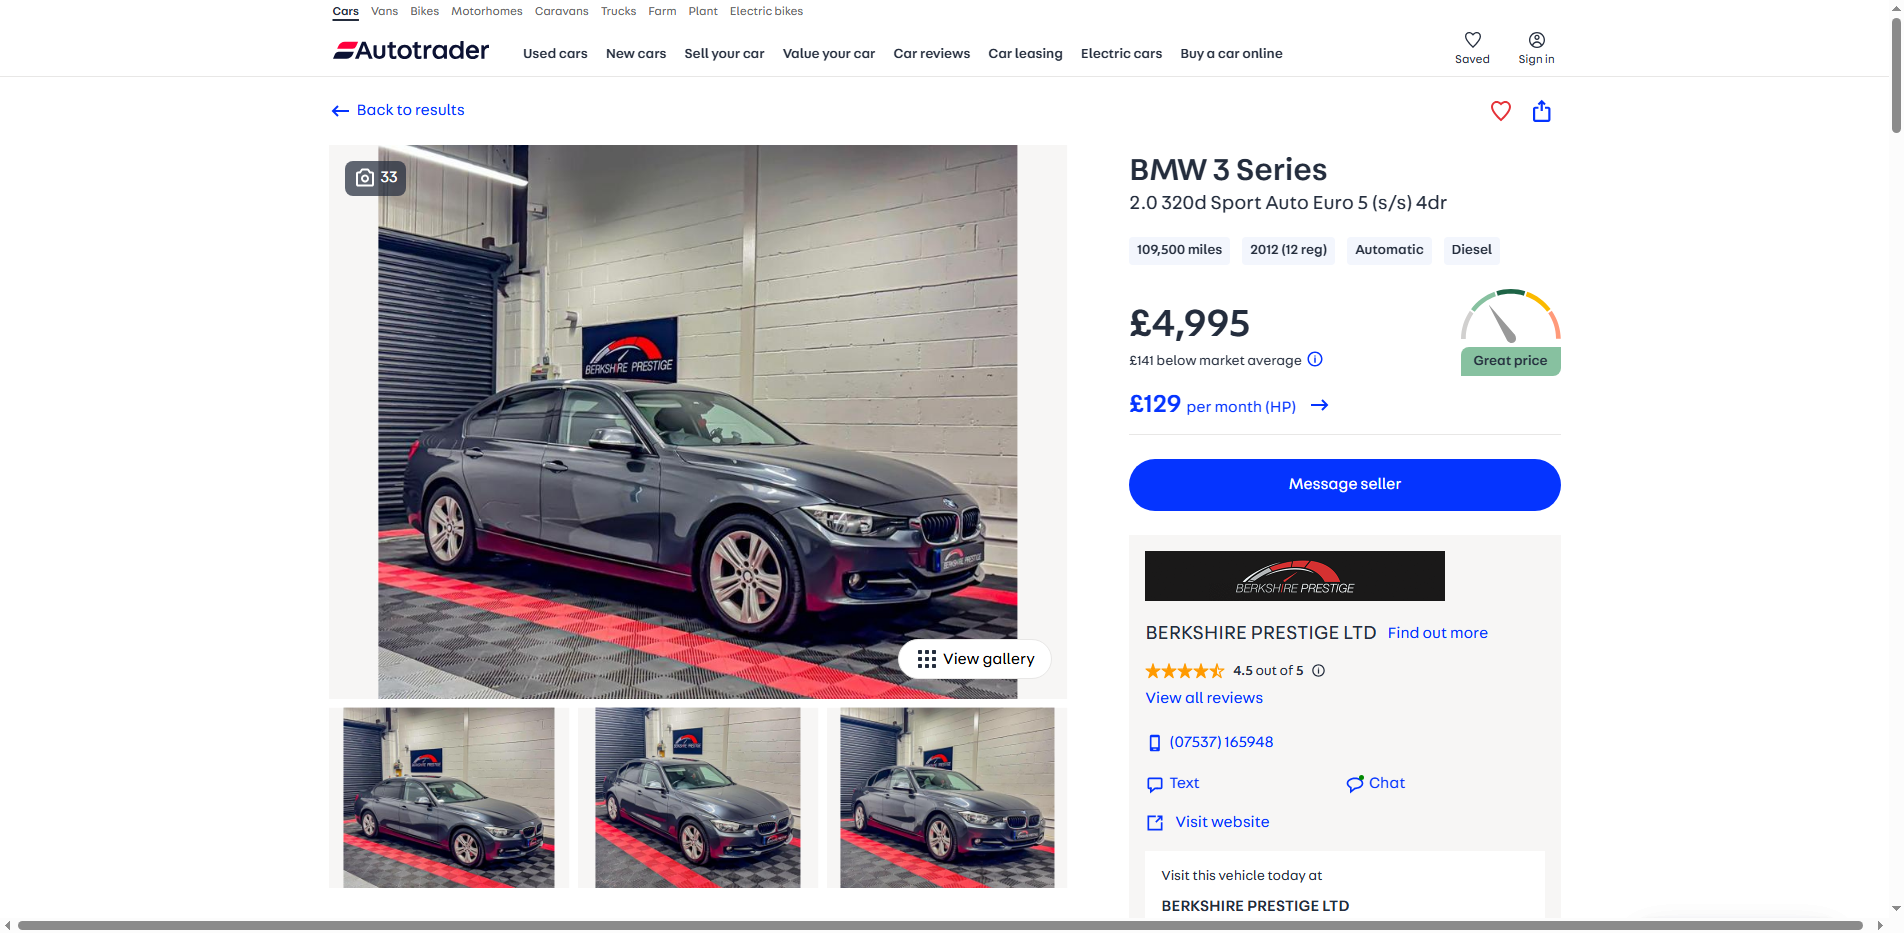 Cars Vans Bikes Motorhomes Caravans Trucks Farm Plant Electric bikes
Autotrader
Used cars New cars Sell your car Value your car Car reviews Car leasing Electric cars Buy a car online
Saved Sign in
Back to results
33
BERKSHIRE PRESTIGE
BERKSHIRE PRESTIGE
View gallery
BMW 3 Series
2.0 320d Sport Auto Euro 5 (s/s) 4dr
109,500 miles 2012 (12 reg) Automatic Diesel
£4,995
£141 below market average
Great price
£129 per month (HP)
Message seller
BERKSHIRE PRESTIGE
BERKSHIRE PRESTIGE LTD Find out more
4.5 out of 5
View all reviews
(07537) 165948
Text Chat
Visit website
Visit this vehicle today at
BERKSHIRE PRESTIGE LTD